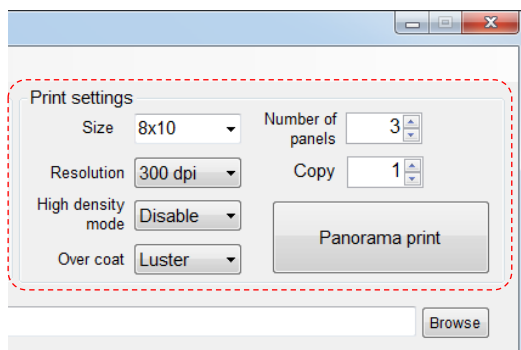 Print settings
Size 8x10
Number of
panels 3
Resolution 300 dpi
Copy 1
High density
mode Disable
Panorama print
Over coat Luster
Browse